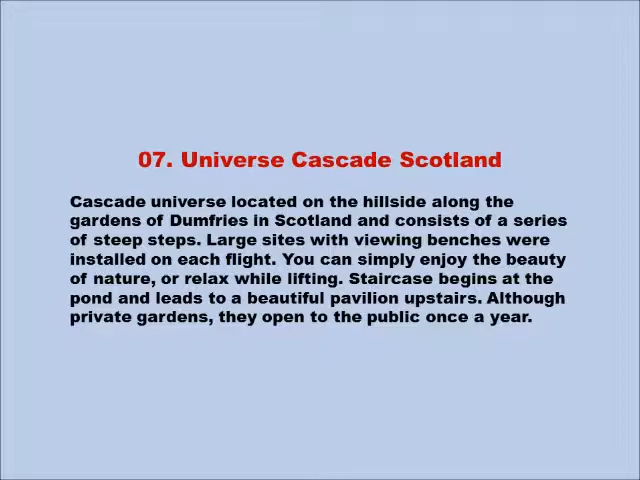 07. Universe Cascade Scotland
Cascade universe located on the hillside along the
gardens of Dumfries in Scotland and consists of a series
of steep steps. Large sites with viewing benches were
installed on each flight. You can simply enjoy the beauty
of nature, or relax while lifting. Staircase begins at the
pond and leads to a beautiful pavilion upstairs. Although
private gardens, they open to the public once a year.